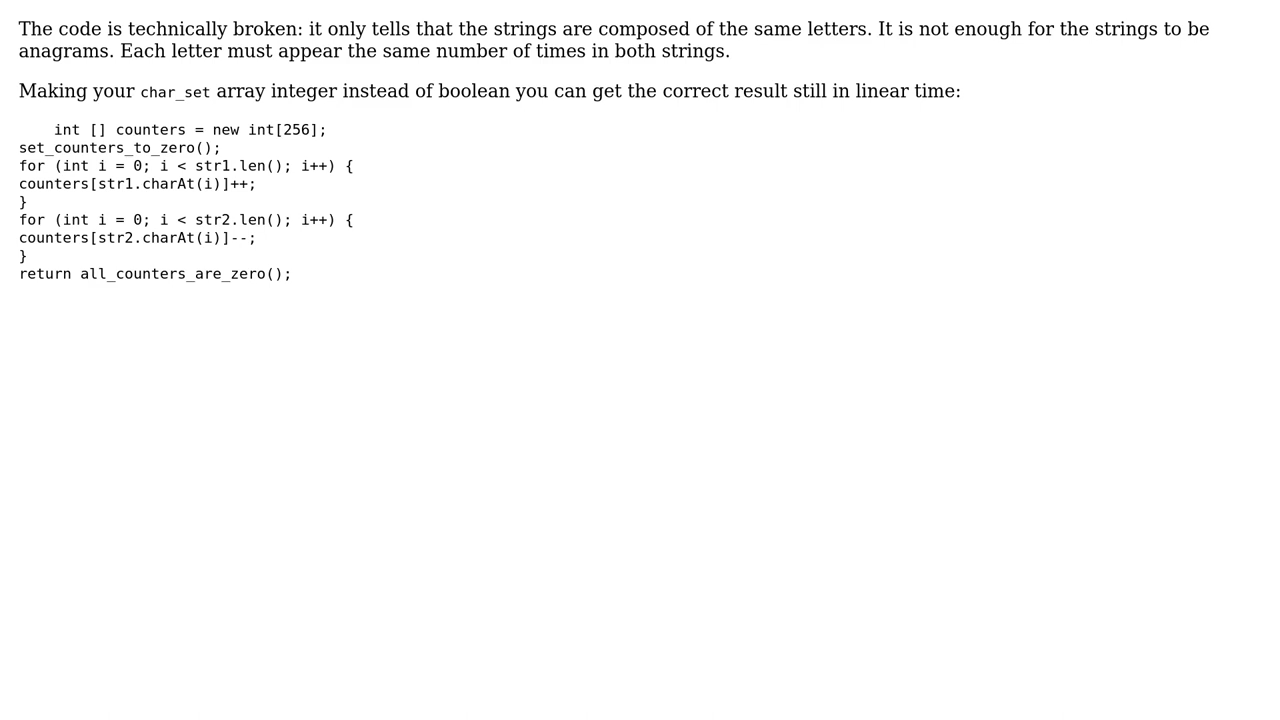 The code is technically broken: it only tells that the strings are composed of the same letters. It is not enough for the strings to be
anagrams. Each letter must appear the same number of times in both strings.
Making your char_set array integer instead of boolean you can get the correct result still in linear time:
    int [] counters = new int[256];
set_counters_to_zero();
for (int i = 0; i < str1.len(); i++) {
counters[str1.charAt(i)]++;
}
for (int i = 0; i < str2.len(); i++) {
counters[str2.charAt(i)]--;
}
return all_counters_are_zero();